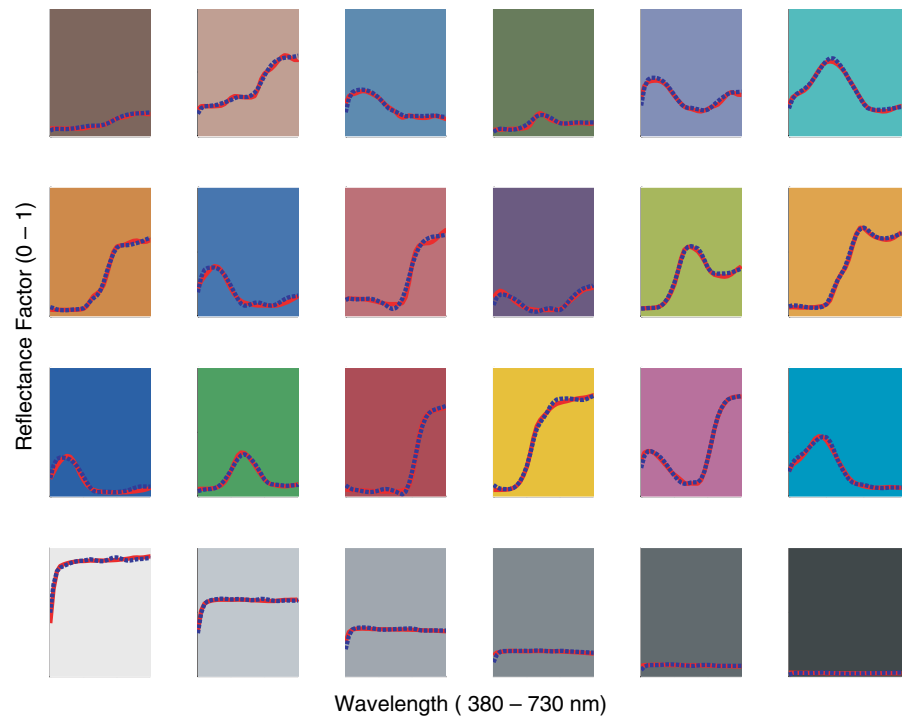 Reflectance Factor (0 – 1)
Wavelength ( 380 – 730 nm)